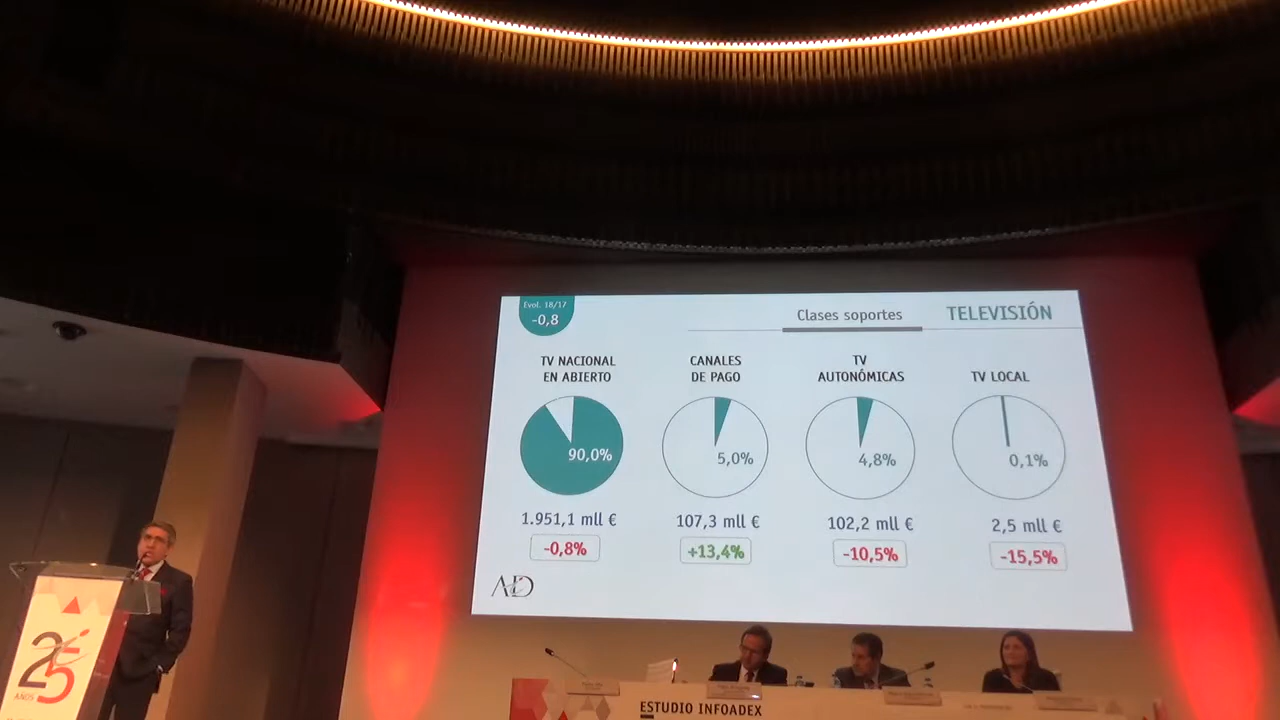 Evol. 18/17
-0,8
Clases soportes
TELEVISIÓN
TV NACIONAL
EN ABIERTO
90,0%
1.951,1 mll €
-0,8%
CANALES
DE PAGO
5,0%
107,3 mll €
+13,4%
TV
AUTONÓMICAS
4,8%
102,2 mll €
-10,5%
TV LOCAL
0,1%
2,5 mll €
-15,5%
25
AÑOS
ESTUDIO INFOADEX